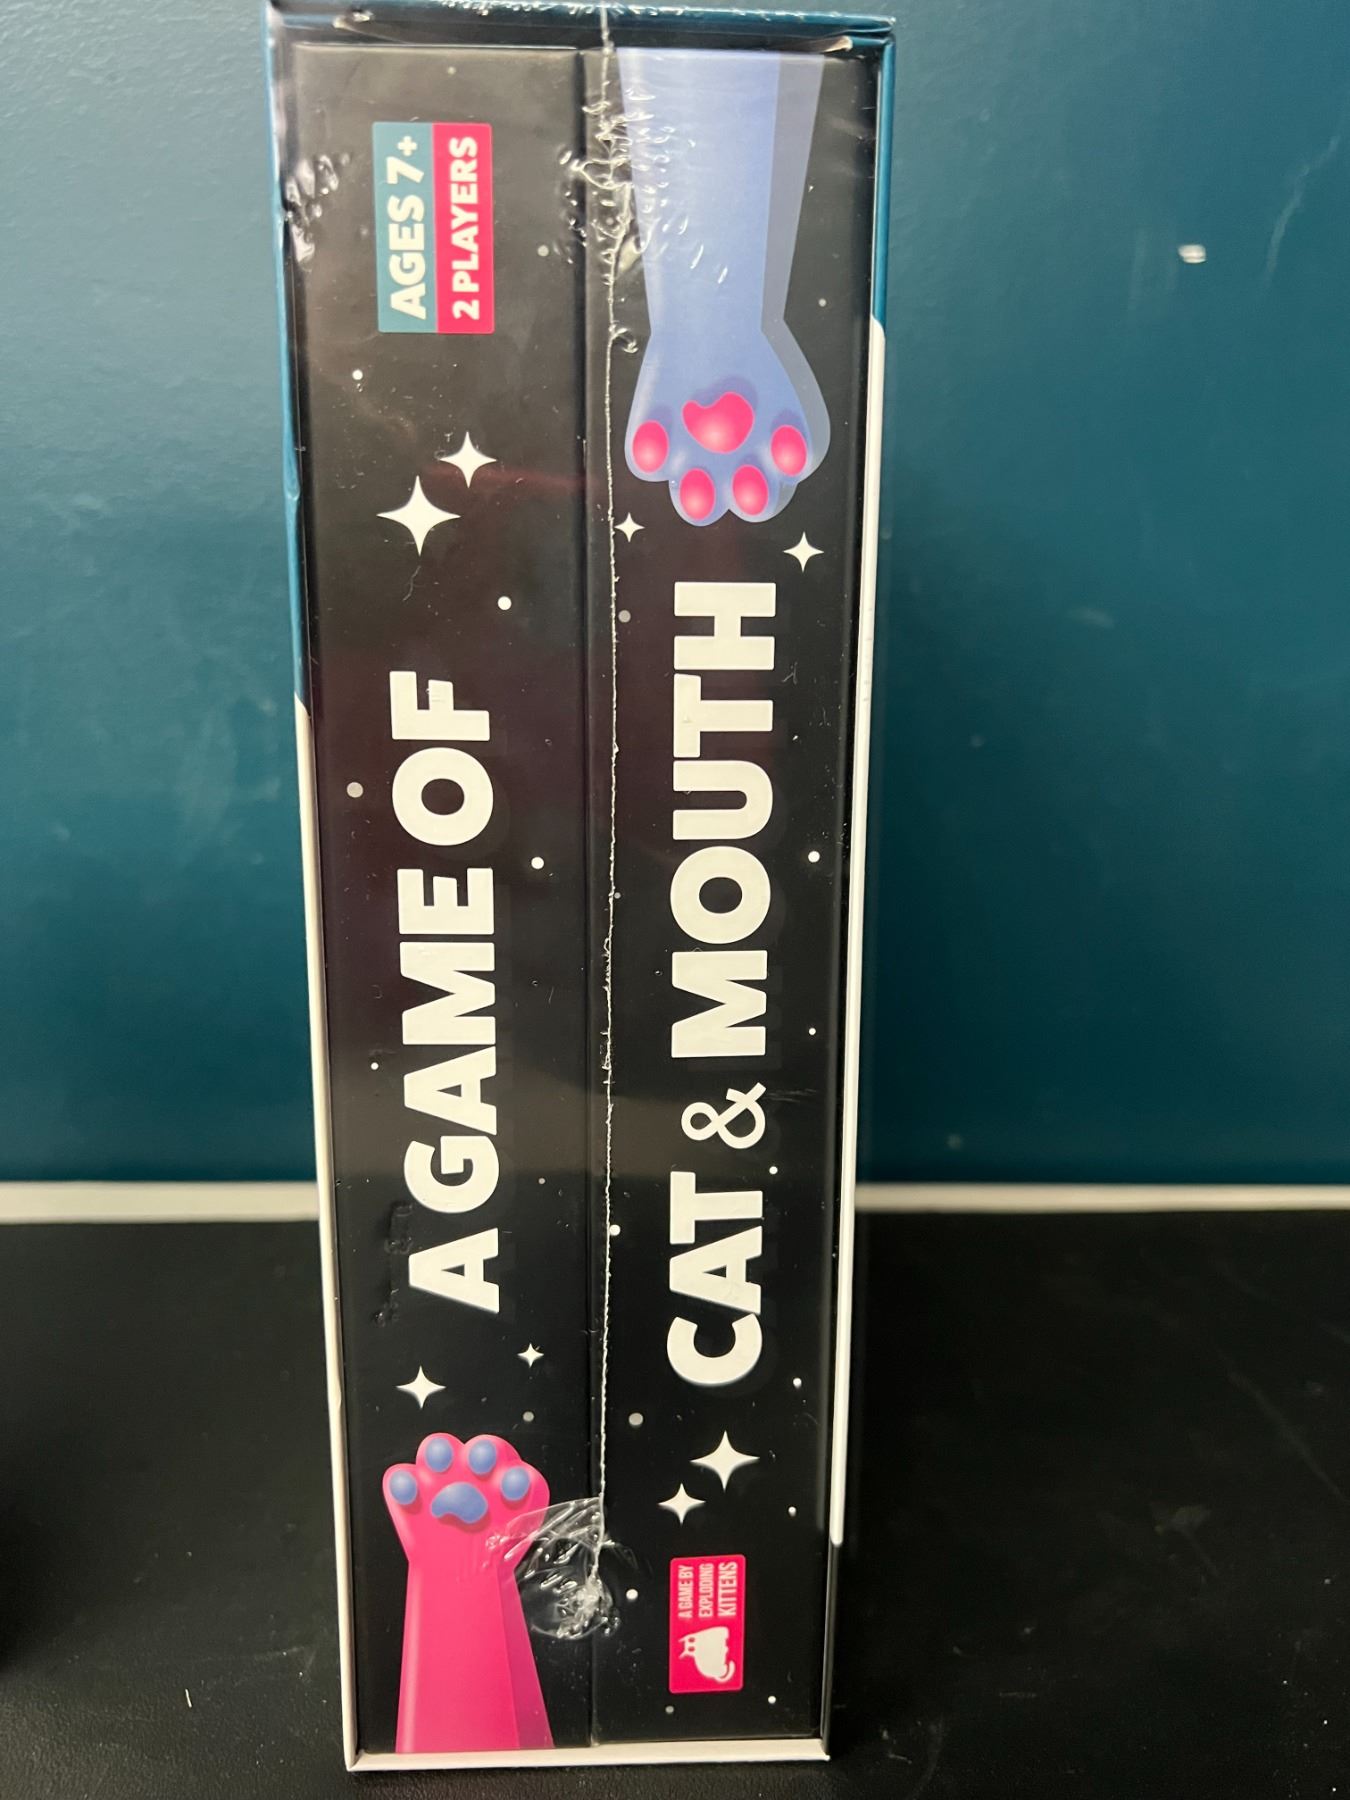 A GAME OF
AGES 7+
2 PLAYERS
CAT & MOUTH
A GAME BY
EXPLODING
KITTENS